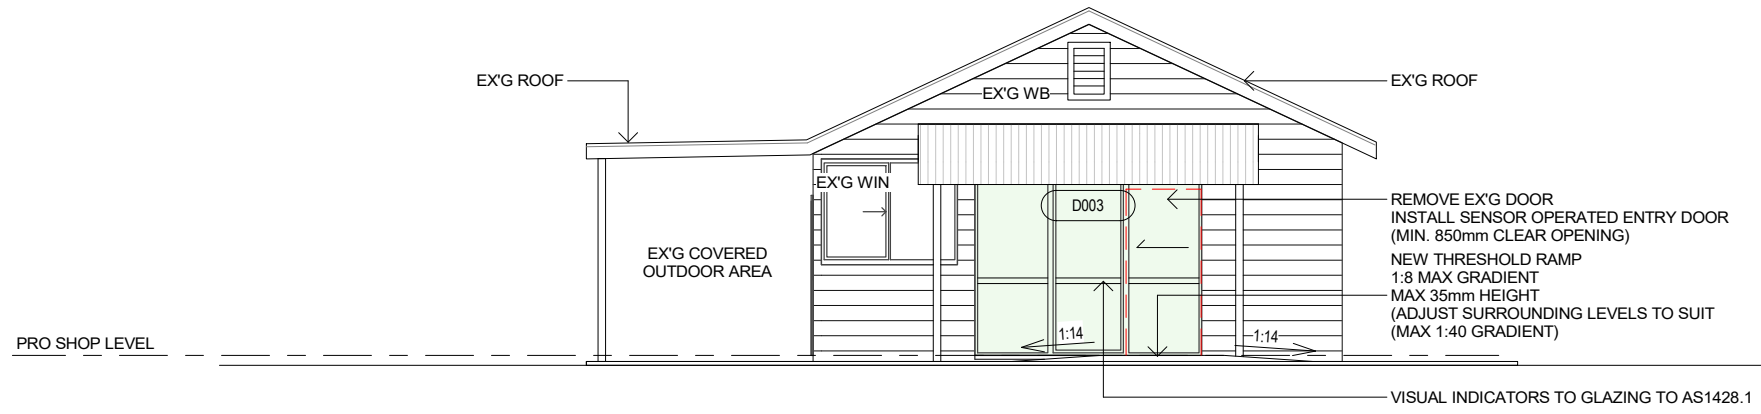 EX'G ROOF
EX'G ROOF
EX'G WB
EX'G WIN
D003
EX'G COVERED
OUTDOOR AREA
REMOVE EX'G DOOR
INSTALL SENSOR OPERATED ENTRY DOOR
(MIN. 850mm CLEAR OPENING)
NEW THRESHOLD RAMP
1:8 MAX GRADIENT
MAX 35mm HEIGHT
(ADJUST SURROUNDING LEVELS TO SUIT
(MAX 1:40 GRADIENT)
1:14
1:14
PRO SHOP LEVEL
VISUAL INDICATORS TO GLAZING TO AS1428.1